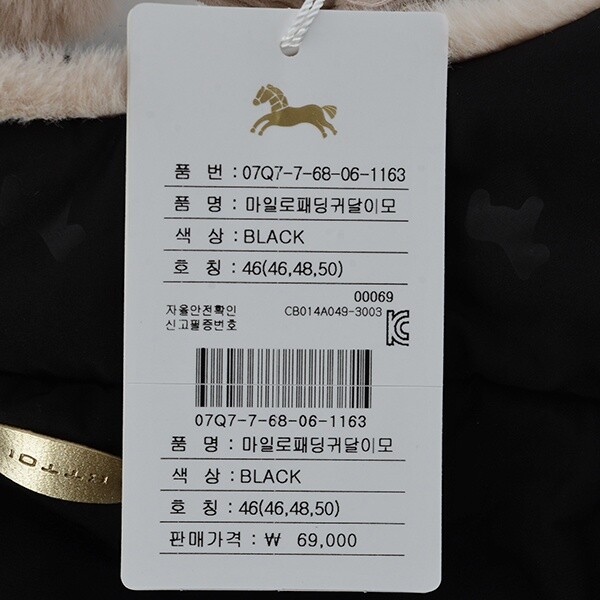 품 번 : 07Q7-7-68-06-1163
품 명 : 마일로패딩귀달이모
색 상 : BLACK
호 칭 : 46(46,48,50)
00069
자율안전확인
신고필증번호
CB014A049-3003
07Q7-7-68-06-1163
품 명 : 마일로패딩귀달이모
색 상 : BLACK
호 칭 : 46(46,48,50)
판매가격 : ₩ 69,000